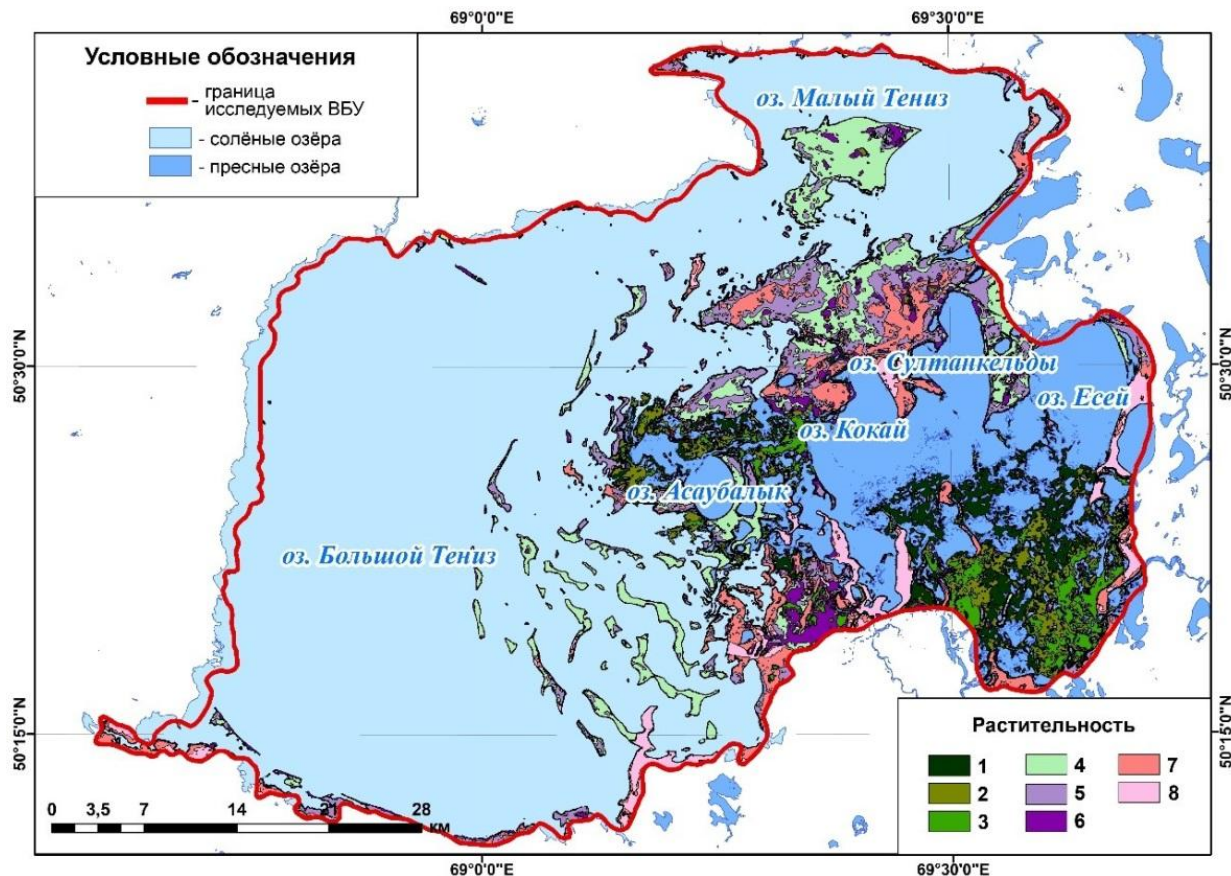 69°0'0"E 69°30'0"E
Условные обозначения
- граница
исследуемых ВБУ
- солёные озёра
- пресные озёра
оз. Малый Тениз
50°30'0"N
50°30'0"N
оз. Султанкельды
оз. Есей
оз. Кокай
оз. Асаубалык
оз. Большой Тениз
50°15'0"N
50°15'0"N
Растительность
1 4 7
2 5 8
3 6
0 3,5 7 14 21 28
КМ
69°0'0"E 69°30'0"E